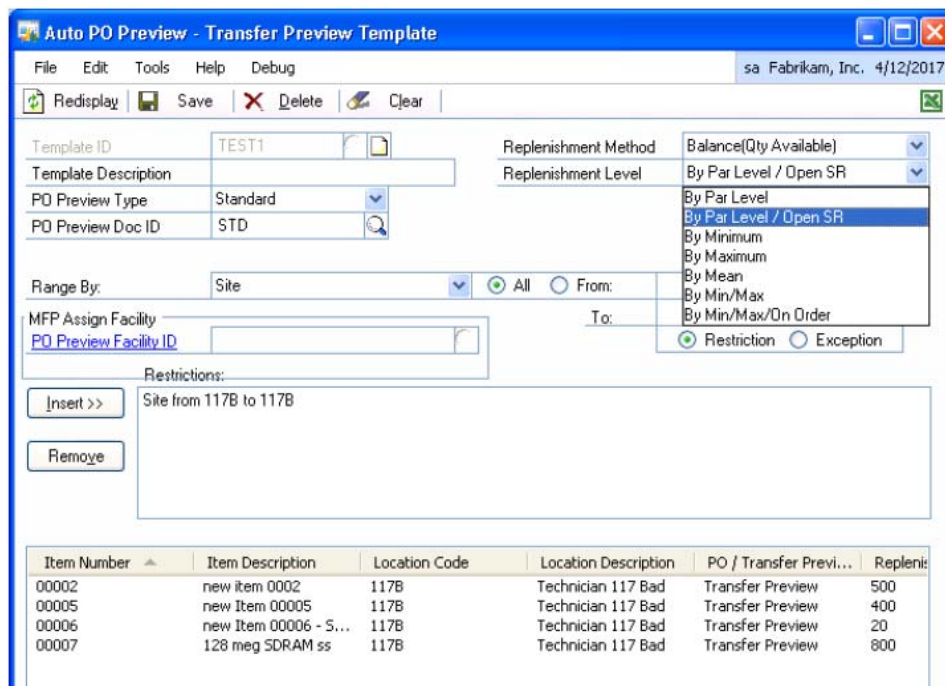 Auto PO Preview - Transfer Preview Template
File Edit Tools Help Debug sa Fabrikam, Inc. 4/12/2017
Redisplay Save Delete Clear
Template ID TEST1 Replenishment Method Balance(Qty Available)
Template Description Replenishment Level By Par Level / Open SR
PO Preview Type Standard
PO Preview Doc ID STD
By Par Level
By Par Level / Open SR
By Minimum
By Maximum
By Mean
By Min/Max
By Min/Max/On Order
Range By: Site All From:
MFP Assign Facility To:
PO Preview Facility ID Restriction Exception
Restrictions:
Insert >> Site from 117B to 117B
Remove
Item Number Item Description Location Code Location Description PO / Transfer Previ... Replenis
00002 new item 0002 117B Technician 117 Bad Transfer Preview 500
00005 new Item 00005 117B Technician 117 Bad Transfer Preview 400
00006 new Item 00006 - S... 117B Technician 117 Bad Transfer Preview 20
00007 128 meg SDRAM ss 117B Technician 117 Bad Transfer Preview 800